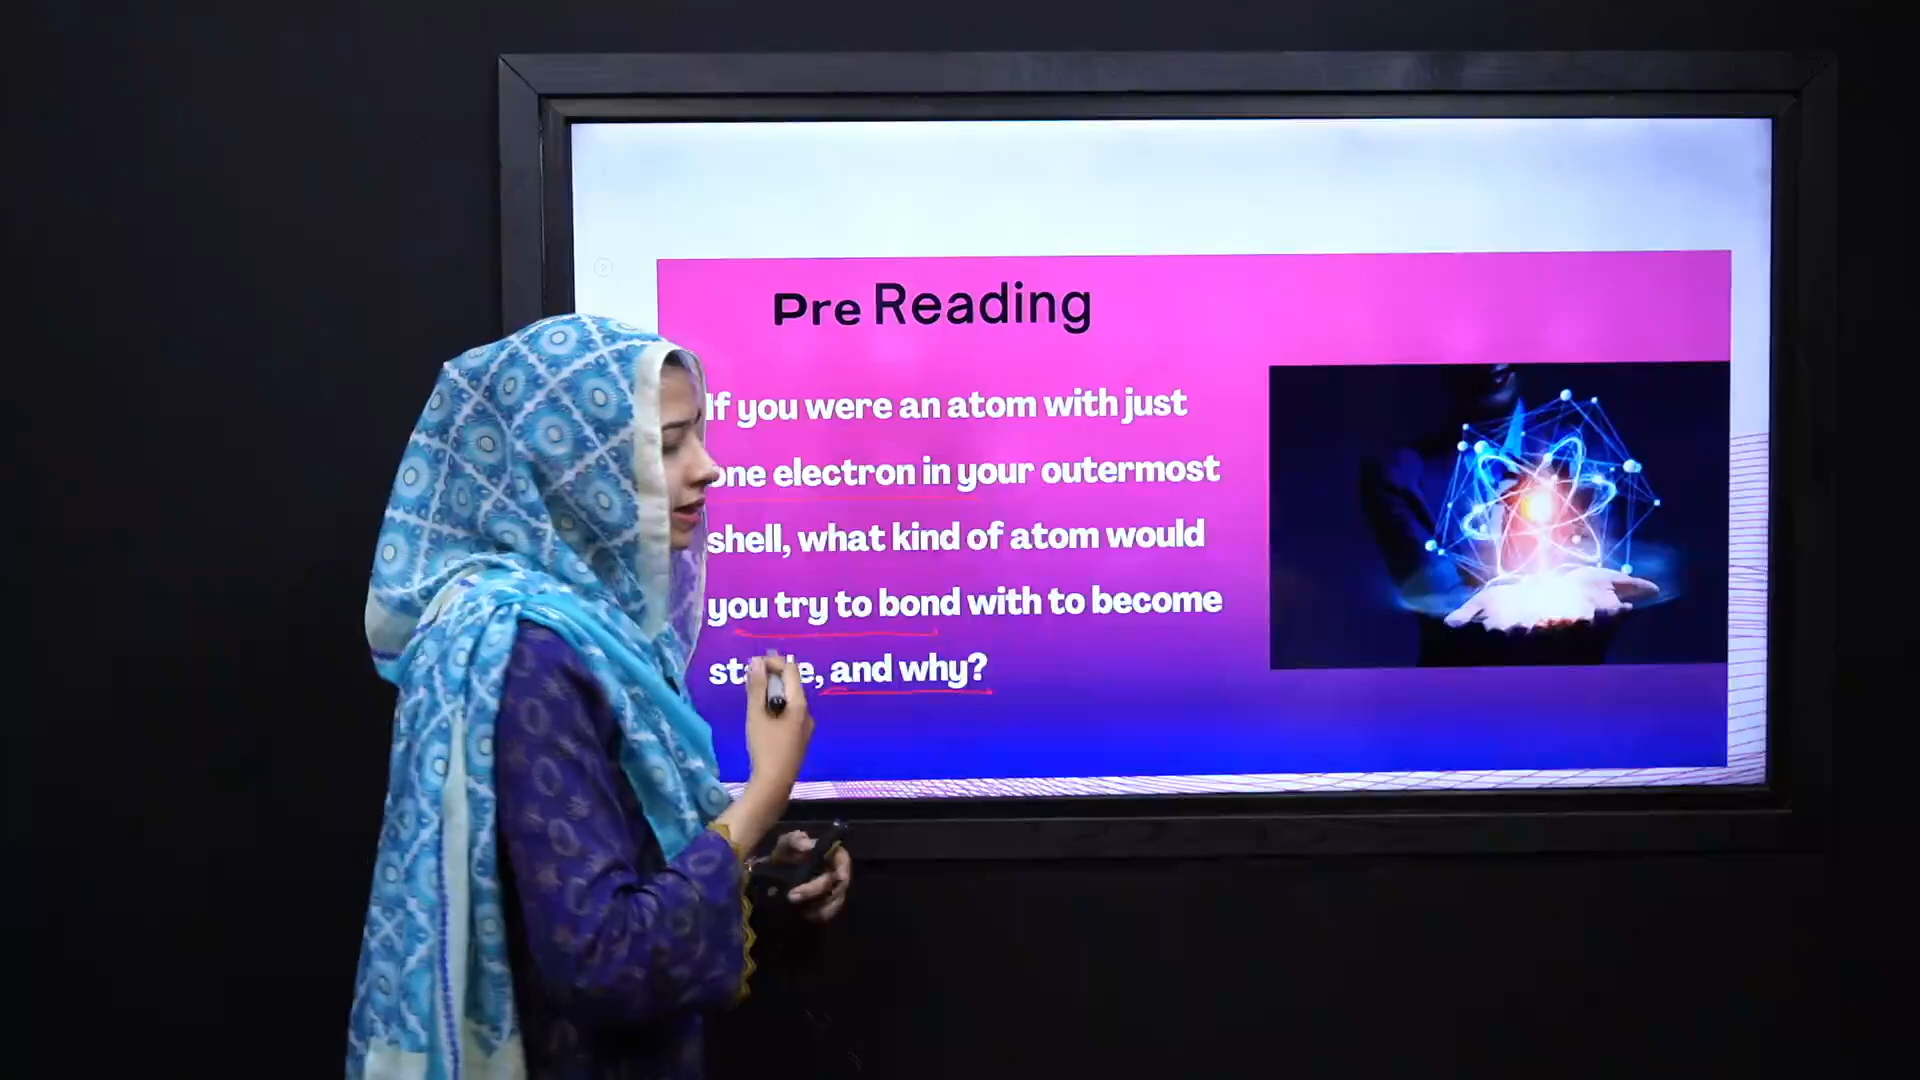 Pre Reading
If you were an atom with just
one electron in your outermost
shell, what kind of atom would
you try to bond with to become
stable, and why?